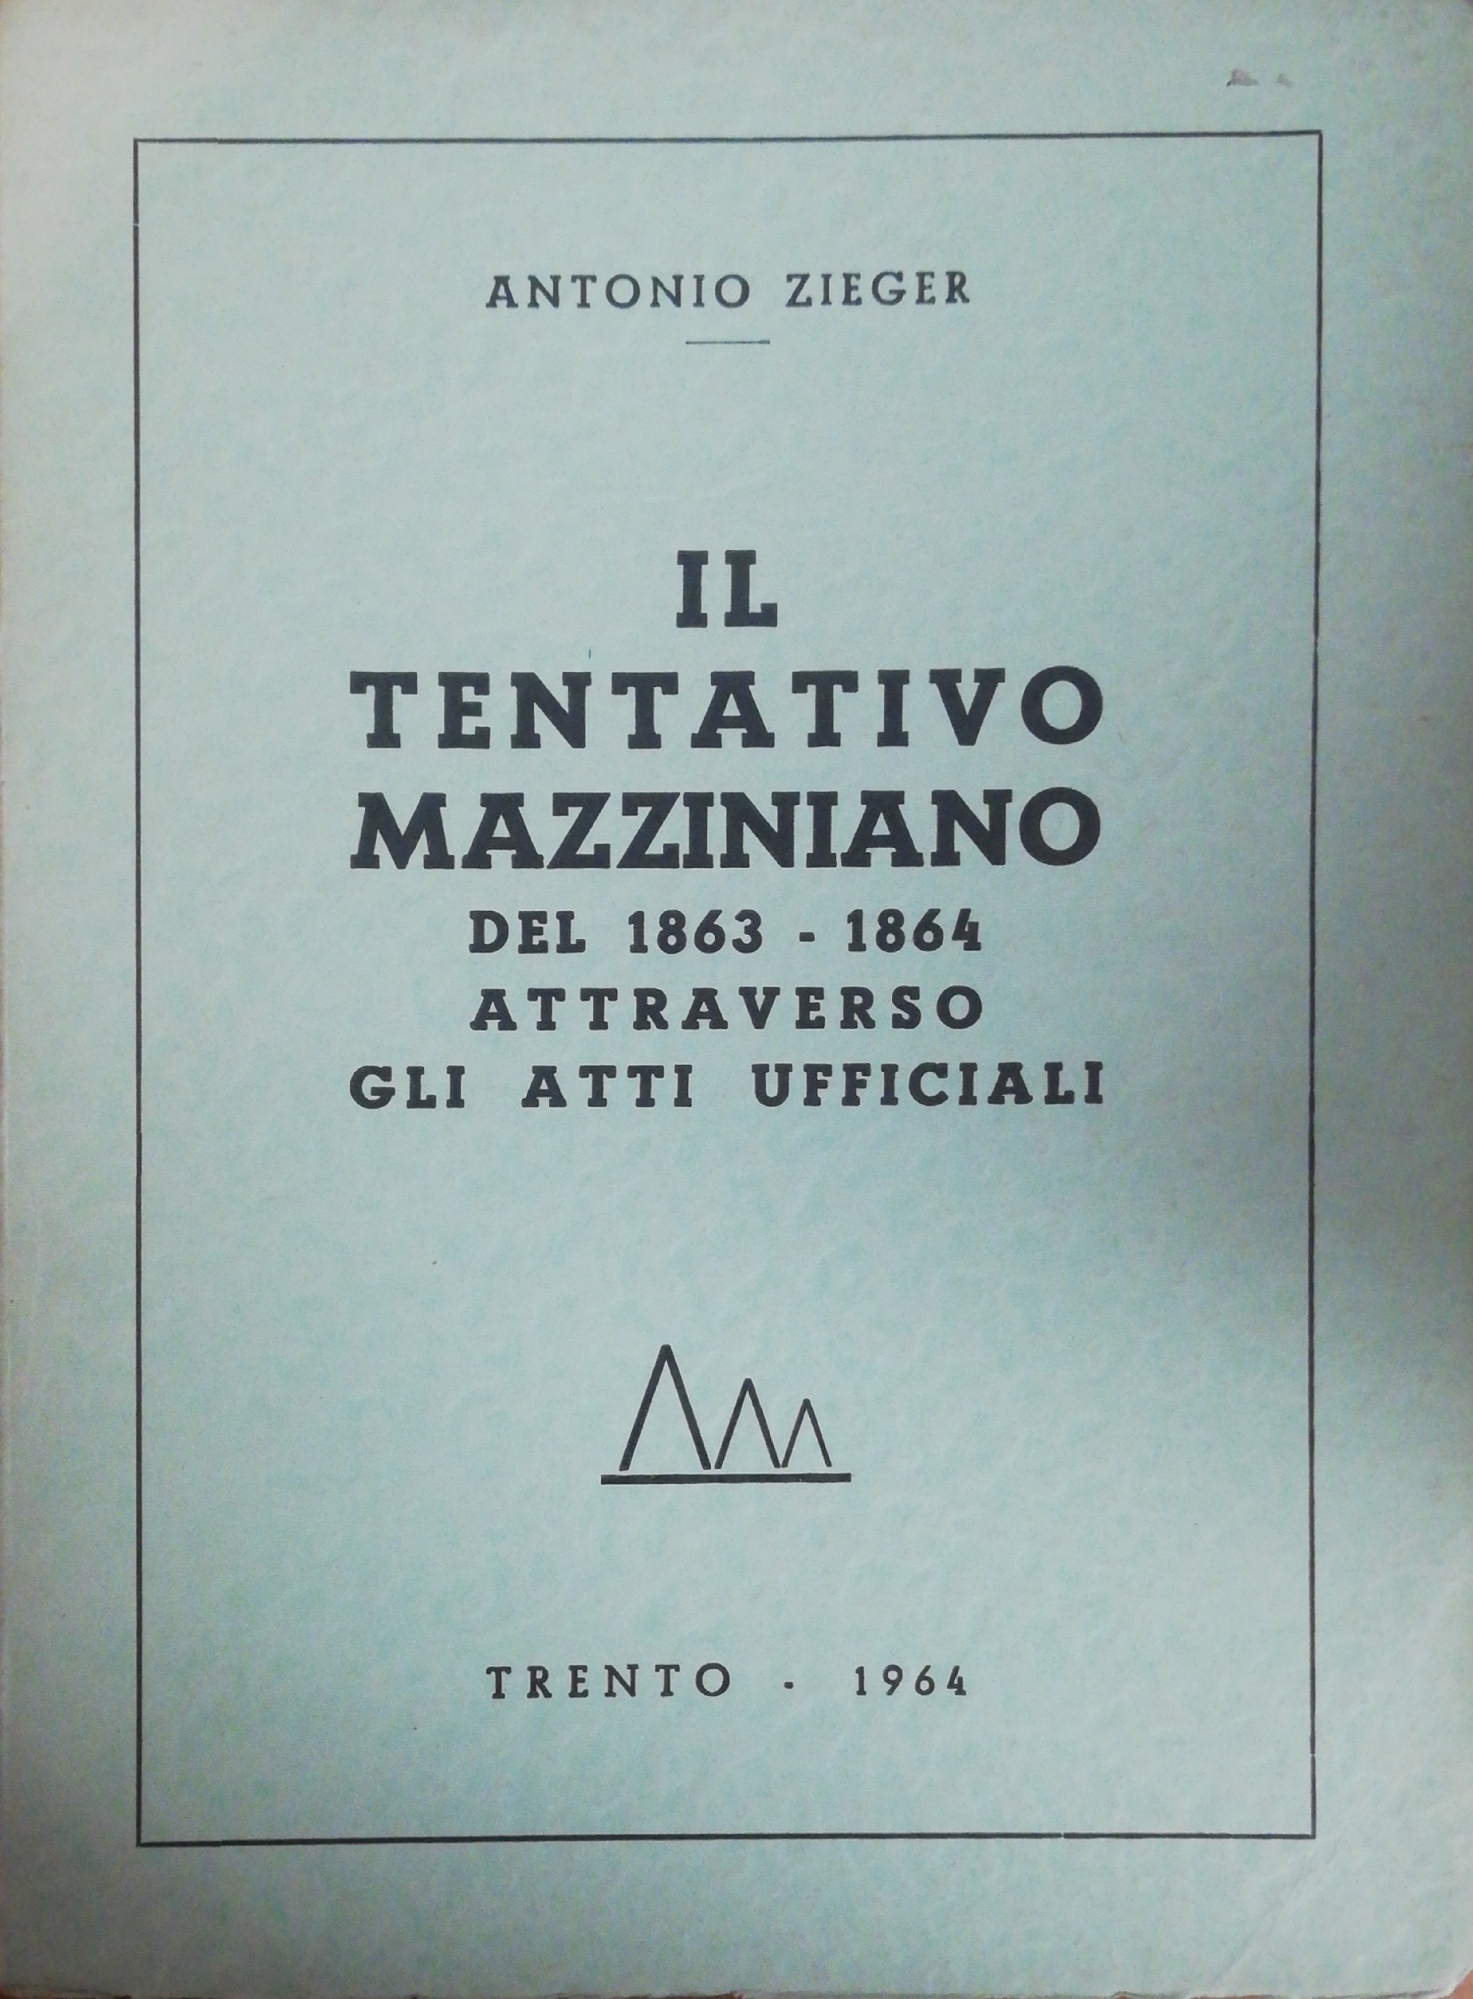 ANTONIO ZIEGER
IL
TENTATIVO
MAZZINIANO
DEL 1863 - 1864
ATTRAVERSO
GLI ATTI UFFICIALI
TRENTO - 1964